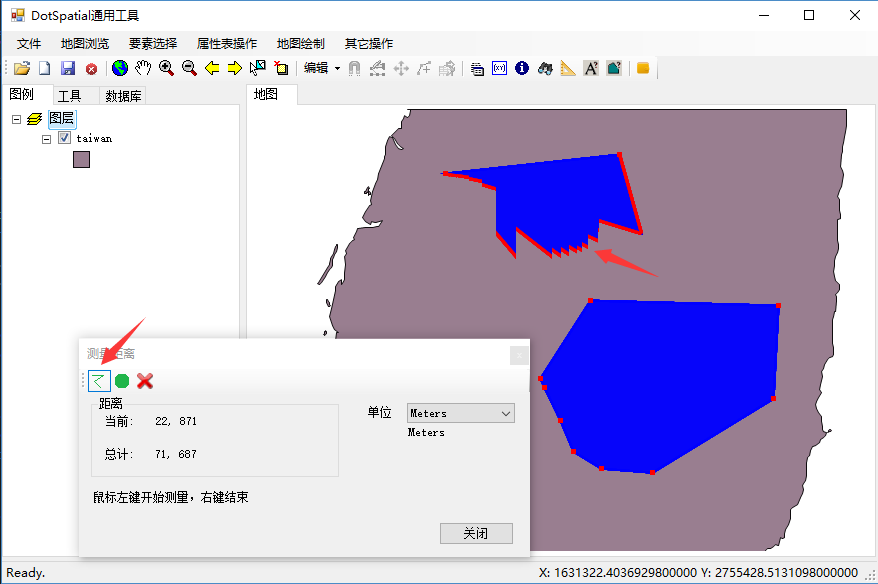 DotSpatial通用工具
文件 地图浏览 要素选择 属性表操作 地图绘制 其它操作
编辑
图例 工具 数据库
地图
图层
taiwan
测量距离
距离
当前: 22, 871
总计: 71, 687
单位 Meters
Meters
鼠标左键开始测量，右键结束
关闭
Ready.
X: 1631322.4036929800000 Y: 2755428.5131098000000